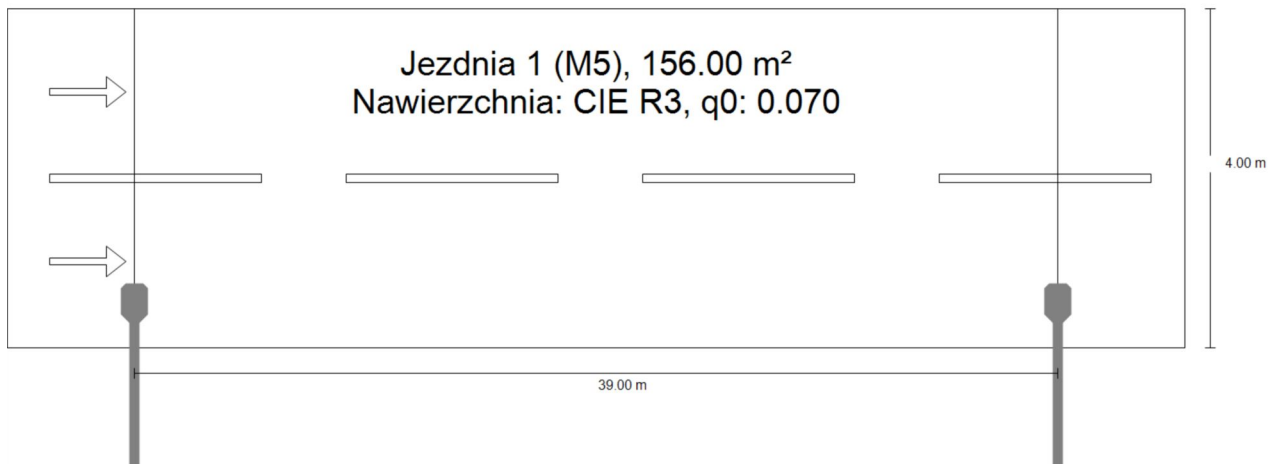 Jezdnia 1 (M5), 156.00 m²
Nawierzchnia: CIE R3, q0: 0.070
4.00 m
39.00 m